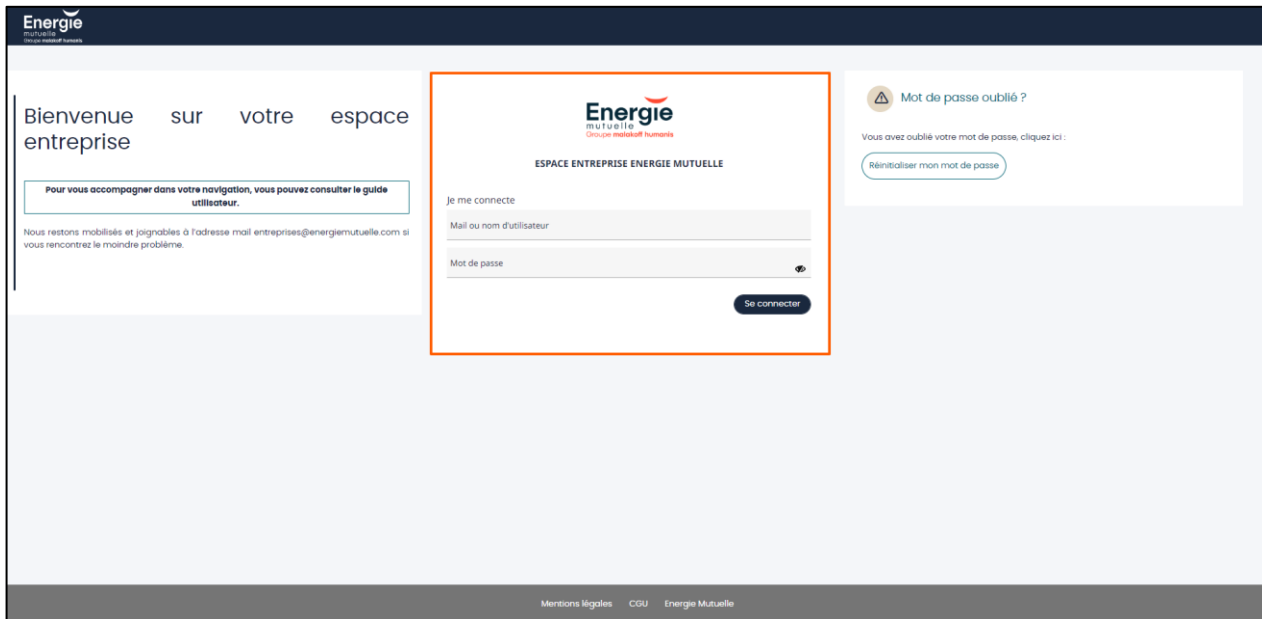 Energie
mutuelle
Groupe malakoff humanis
Bienvenue sur votre espace
entreprise
Pour vous accompagner dans votre navigation, vous pouvez consulter le guide
utilisateur.
Nous restons mobilisés et joignables à l'adresse mail entreprises@energiemutuelle.com si
vous rencontrez le moindre problème.
Energie
mutuelle
Groupe malakoff humanis
ESPACE ENTREPRISE ENERGIE MUTUELLE
Je me connecte
Mail ou nom d'utilisateur
Mot de passe
Se connecter
Mot de passe oublié ?
Vous avez oublié votre mot de passe, cliquez ici :
Réinitialiser mon mot de passe
Mentions légales CGU Energie Mutuelle